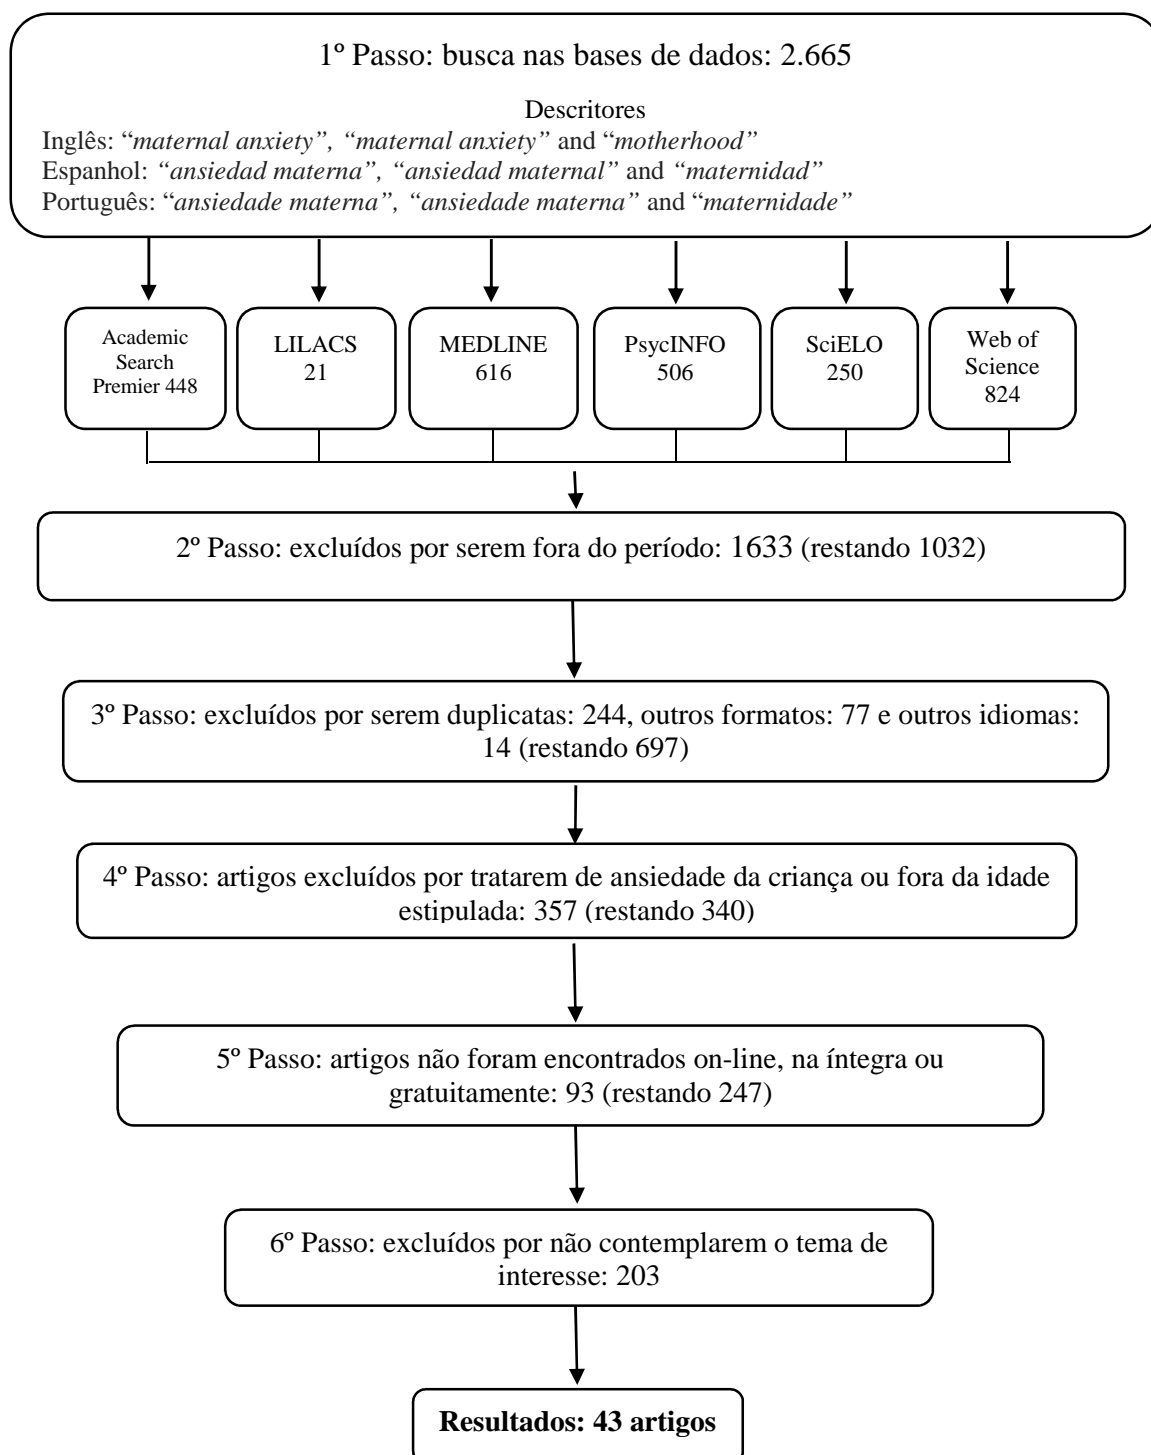 1º Passo: busca nas bases de dados: 2.665
Descritores
Inglês: “maternal anxiety”, “maternal anxiety” and “motherhood”
Espanhol: “ansiedad materna”, “ansiedad maternal” and “maternidad”
Português: “ansiedade materna”, “ansiedade materna” and “maternidade”
Academic
Search
Premier 448
LILACS
21
MEDLINE
616
PsycINFO
506
SciELO
250
Web of
Science
824
2º Passo: excluídos por serem fora do período: 1633 (restando 1032)
3º Passo: excluídos por serem duplicatas: 244, outros formatos: 77 e outros idiomas:
14 (restando 697)
4º Passo: artigos excluídos por tratarem de ansiedade da criança ou fora da idade
estipulada: 357 (restando 340)
5º Passo: artigos não foram encontrados on-line, na íntegra ou
gratuitamente: 93 (restando 247)
6º Passo: excluídos por não contemplarem o tema de
interesse: 203
Resultados: 43 artigos